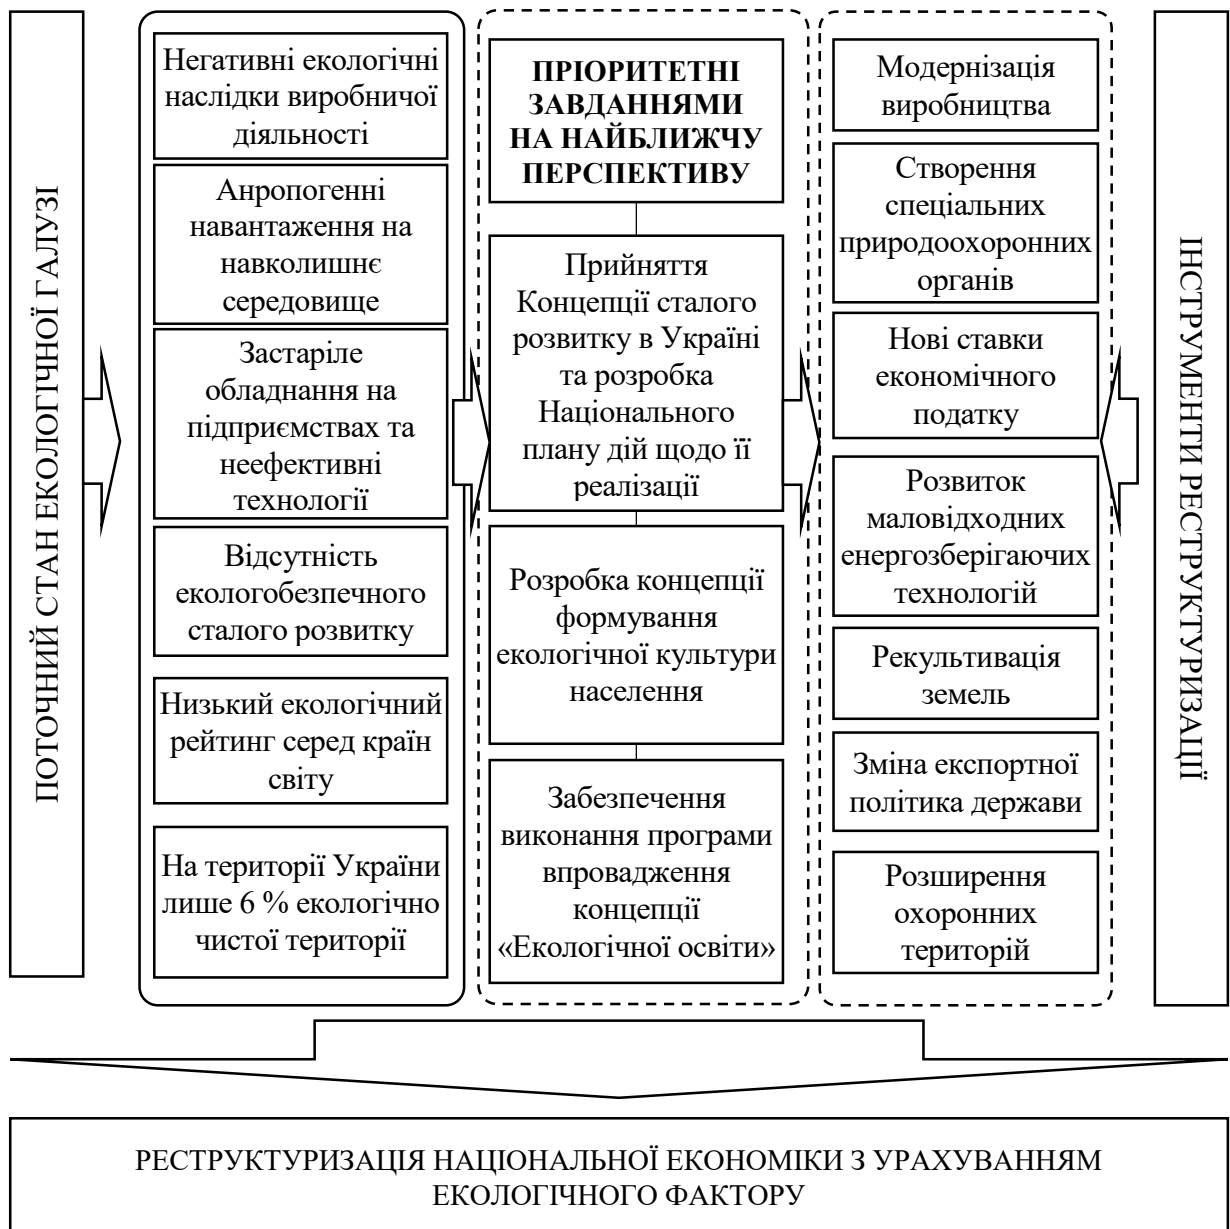 ПОТОЧНИЙ СТАН ЕКОЛОГІЧНОЇ ГАЛУЗІ
Негативні екологічні
наслідки виробничої
діяльності
Анропогенні
навантаження на
навколишнє
середовище
Застаріле
обладнання на
підприємствах та
неефективні
технології
Відсутність
екологобезпечного
сталого розвитку
Низький екологічний
рейтинг серед країн
світу
На території України
лише 6 % екологічно
чистої території
ПРІОРИТЕТНІ
ЗАВДАННЯМИ
НА НАЙБЛИЖЧУ
ПЕРСПЕКТИВУ
Прийняття
Концепції сталого
розвитку в Україні
та розробка
Національного
плану дій щодо її
реалізації
Розробка концепції
формування
екологічної культури
населення
Забезпечення
виконання програми
впровадження
концепції
«Екологічної освіти»
Модернізація
виробництва
Створення
спеціальних
природоохоронних
органів
Нові ставки
економічного
податку
Розвиток
маловідходних
енергозберігаючих
технологій
Рекультивація
земель
Зміна експортної
політика держави
Розширення
охоронних
територій
ІНСТРУМЕНТИ РЕСТРУКТУРИЗАЦІЇ
РЕСТРУКТУРИЗАЦІЯ НАЦІОНАЛЬНОЇ ЕКОНОМІКИ З УРАХУВАННЯМ
ЕКОЛОГІЧНОГО ФАКТОРУ